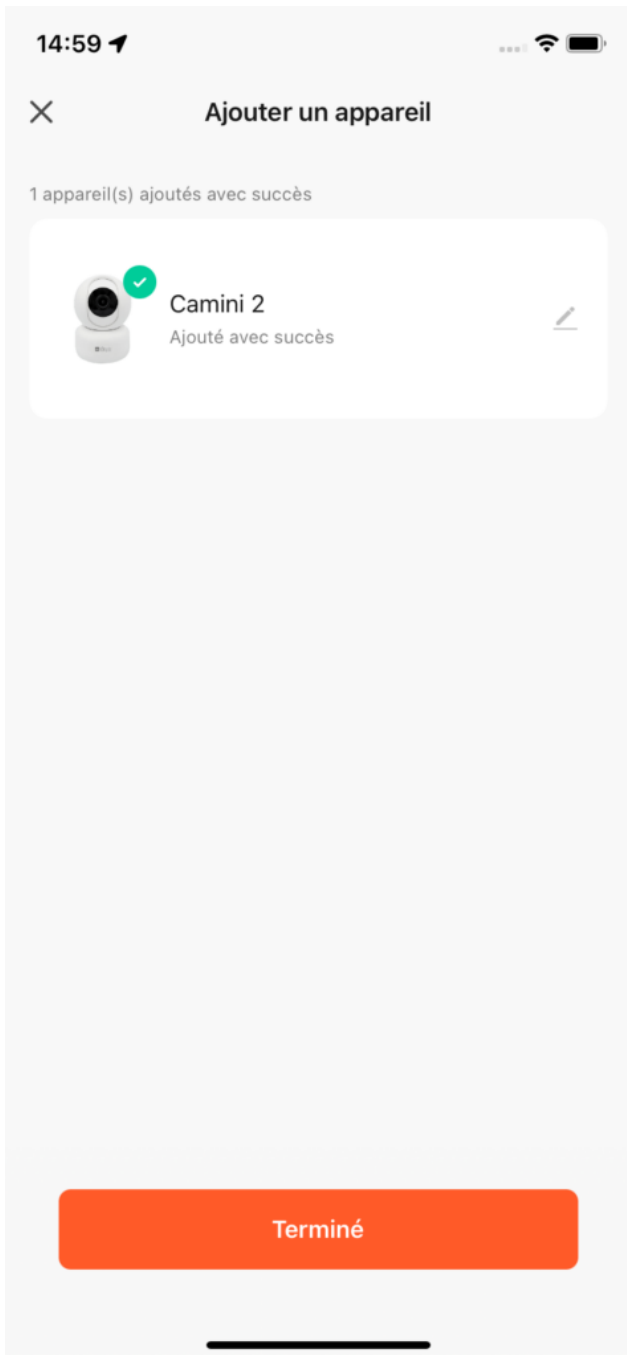 14:59
Ajouter un appareil
1 appareil(s) ajoutés avec succès
Camini 2
Ajouté avec succès
Terminé